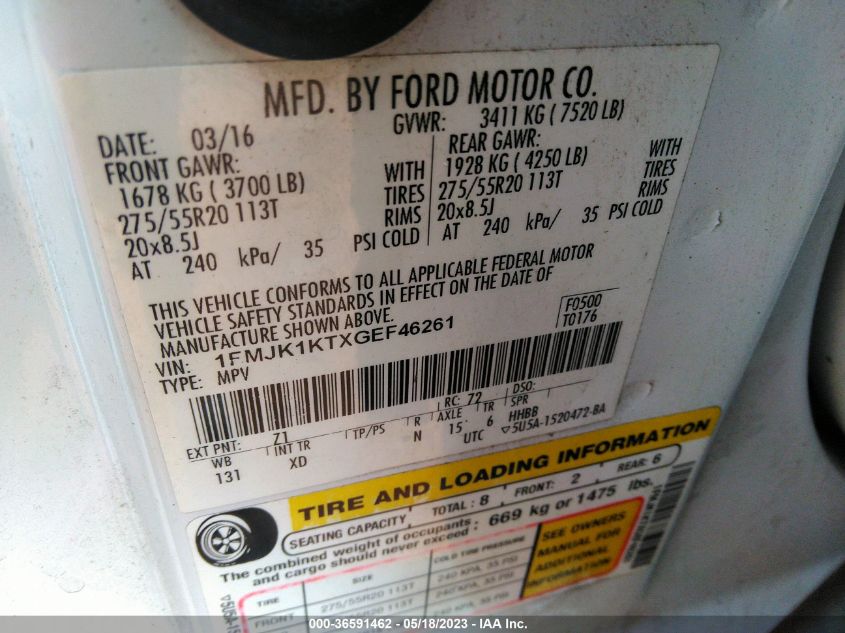 MFD. BY FORD MOTOR CO.
DATE: 03/16 GVWR: 3411 KG ( 7520 LB)
FRONT GAWR: REAR GAWR:
1678 KG ( 3700 LB) WITH 1928 KG ( 4250 LB) WITH
275/55R20 113T TIRES 275/55R20 113T TIRES
20x8.5J RIMS 20x8.5J RIMS
AT 240 kPa/ 35 PSI COLD AT 240 kPa/ 35 PSI COLD
THIS VEHICLE CONFORMS TO ALL APPLICABLE FEDERAL MOTOR
VEHICLE SAFETY STANDARDS IN EFFECT ON THE DATE OF
MANUFACTURE SHOWN ABOVE.
F0500
T0176
VIN: 1FMJK1KTXGEF46261
TYPE: MPV
EXT PNT: Z1 RC: 72 DSO:
WB INT TR TP/PS R AXLE TR SPR
131 XD N 15 6 HHBB
UTC ▽5U5A-1520472-BA
TIRE AND LOADING INFORMATION
SEATING CAPACITY TOTAL : 8 FRONT: 2 REAR: 6
The combined weight of occupants and cargo should never exceed : 669 kg or 1475 lbs.
TIRE SIZE COLD TIRE PRESSURE
FRONT 275/55R20 113T 240 KPA, 35 PSI
275/55R20 113T 240 KPA, 35 PSI
SEE OWNERS
MANUAL FOR
ADDITIONAL
INFORMATION
000-36591462 - 05/18/2023 - IAA Inc.